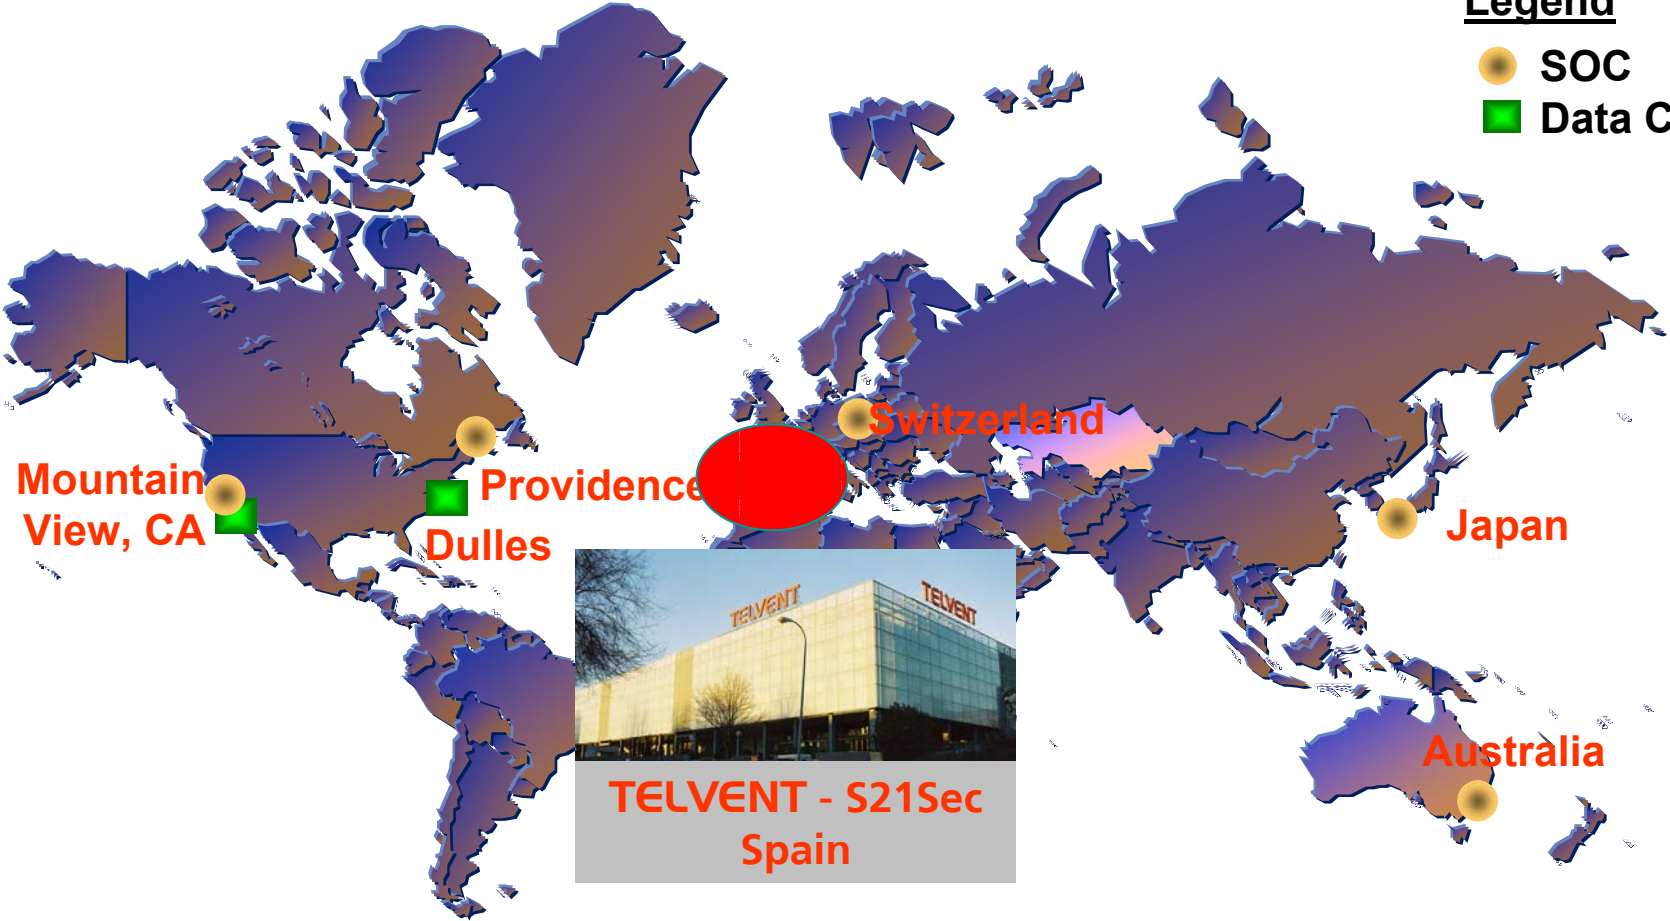 Legend
SOC
Data C
Switzerland
Mountain
View, CA
Providence
Dulles
Japan
TELVENT
TELVENT
Australia
TELVENT - S21Sec
Spain